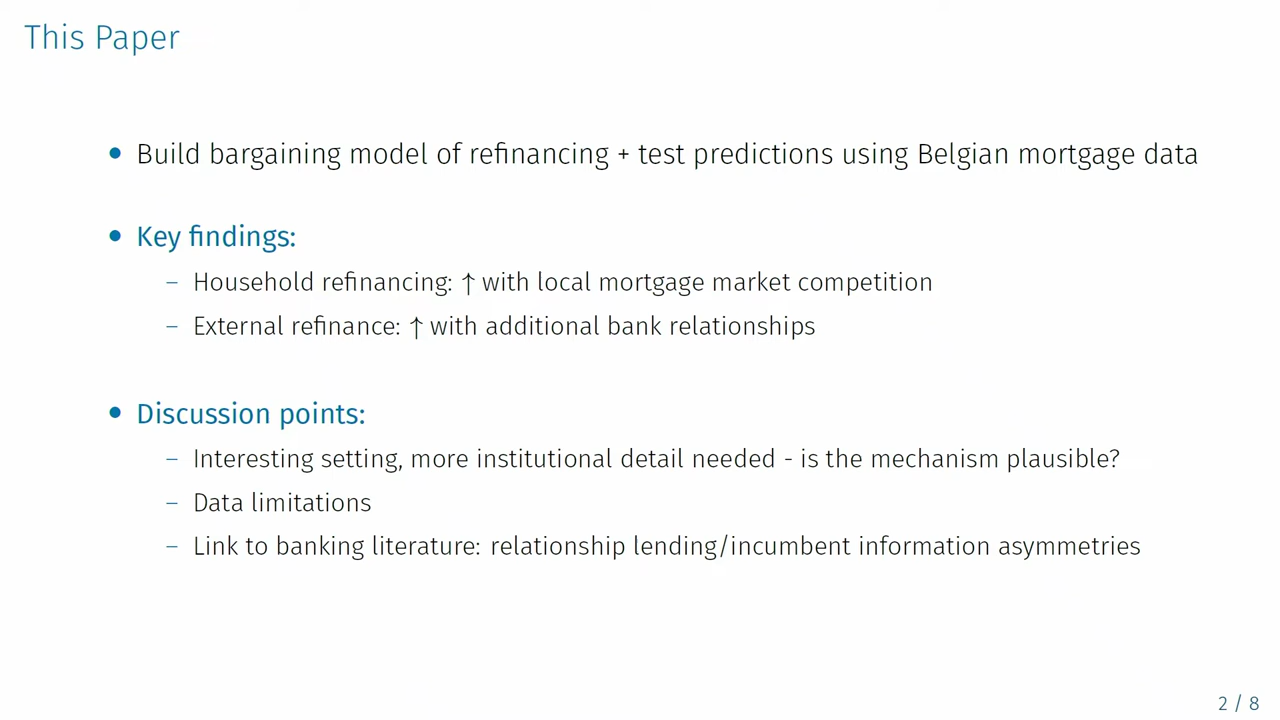 This Paper
• Build bargaining model of refinancing + test predictions using Belgian mortgage data
• Key findings:
– Household refinancing: ↑ with local mortgage market competition
– External refinance: ↑ with additional bank relationships
• Discussion points:
– Interesting setting, more institutional detail needed - is the mechanism plausible?
– Data limitations
– Link to banking literature: relationship lending/incumbent information asymmetries
2 / 8